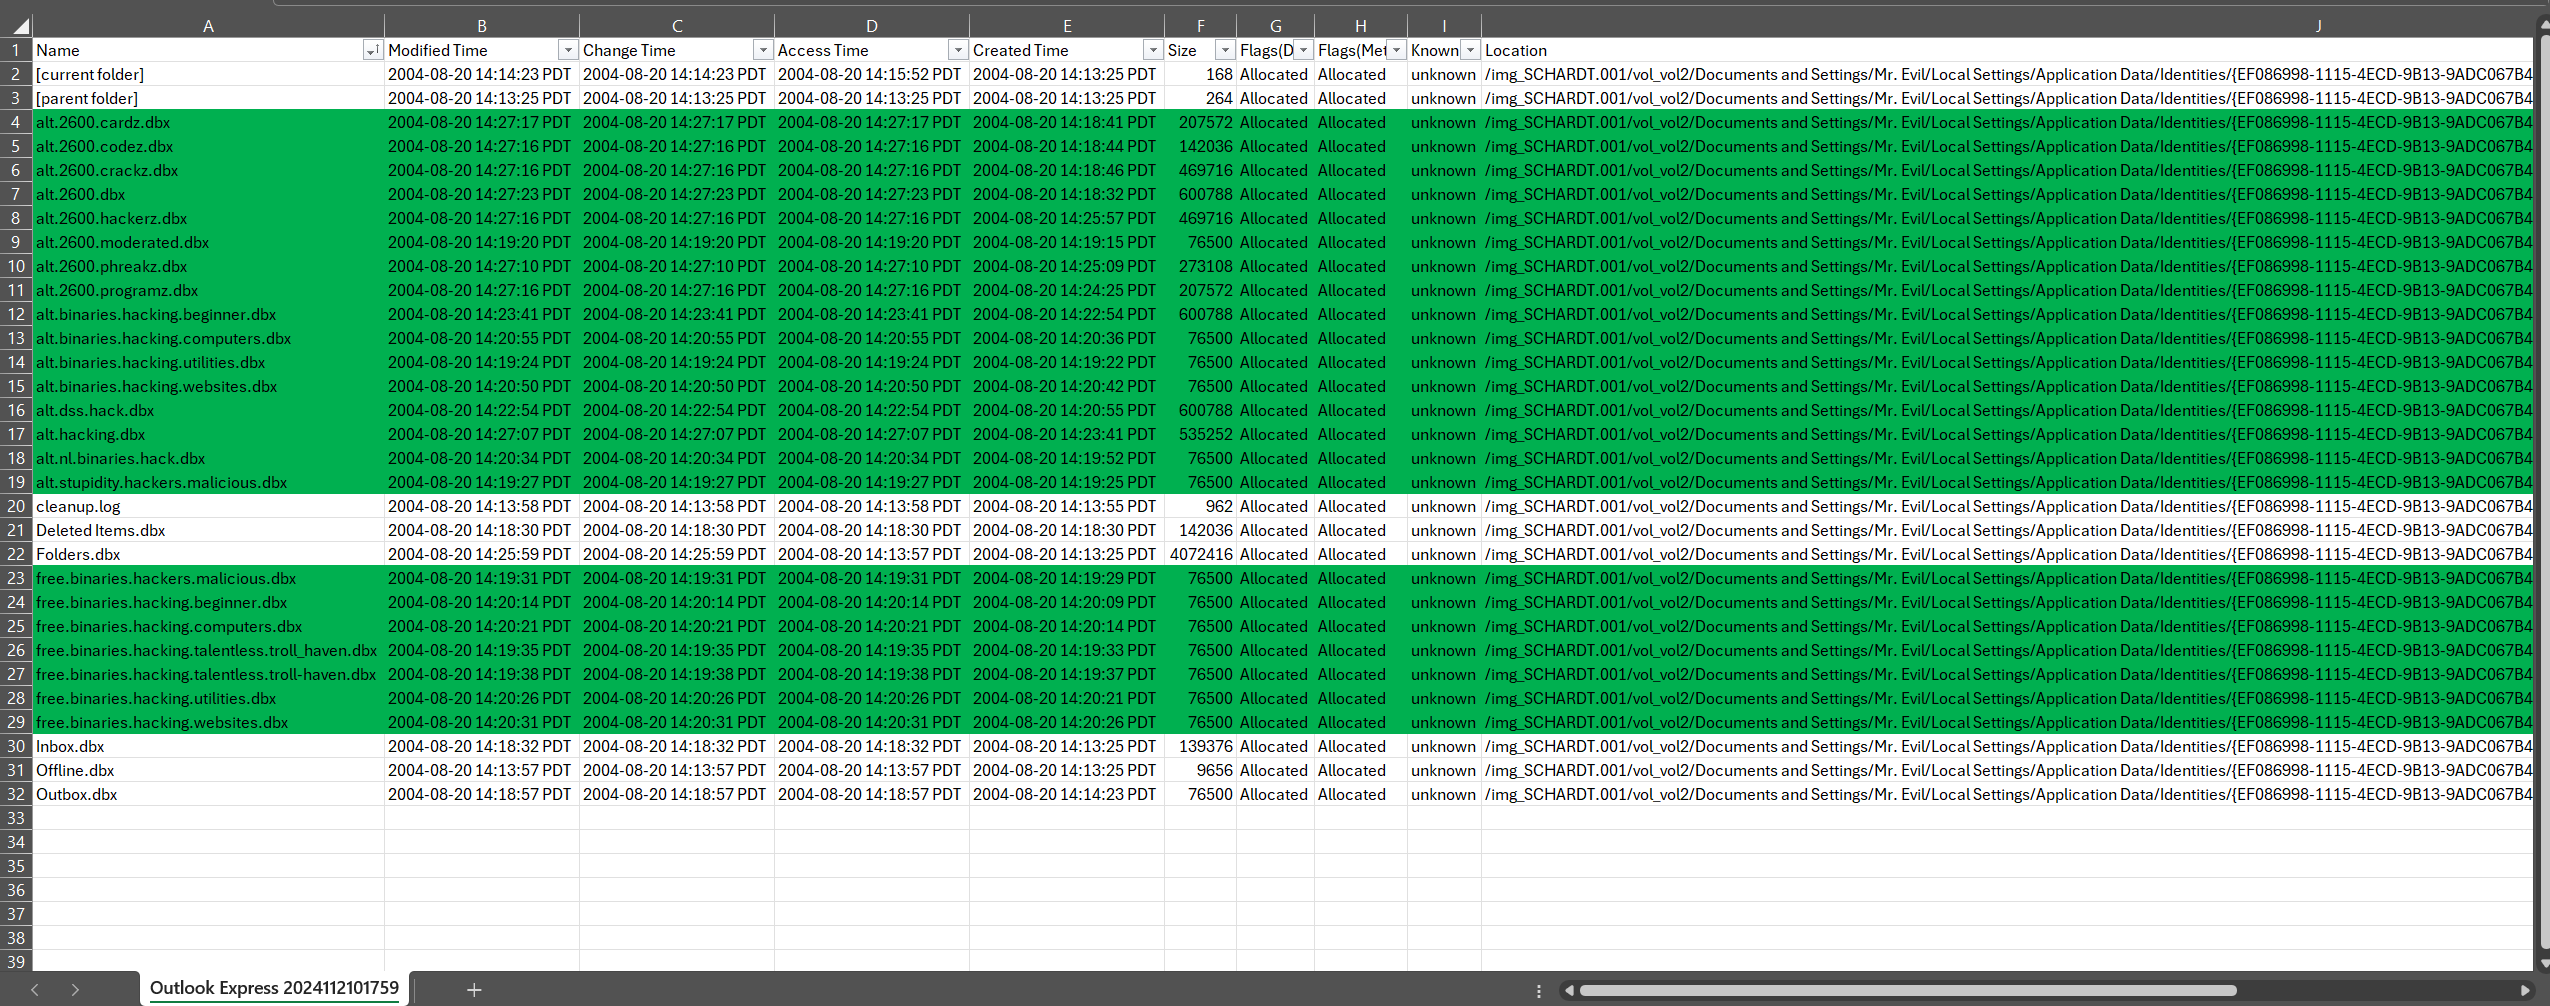 A B C D E F G H I J
1 Name Modified Time Change Time Access Time Created Time Size Flags(D Flags(Met Known Location
2 [current folder] 2004-08-20 14:14:23 PDT 2004-08-20 14:14:23 PDT 2004-08-20 14:15:52 PDT 2004-08-20 14:13:25 PDT 168 Allocated Allocated unknown /img_SCHARDT.001/vol_vol2/Documents and Settings/Mr. Evil/Local Settings/Application Data/Identities/{EF086998-1115-4ECD-9B13-9ADC067B4
3 [parent folder] 2004-08-20 14:13:25 PDT 2004-08-20 14:13:25 PDT 2004-08-20 14:13:25 PDT 2004-08-20 14:13:25 PDT 264 Allocated Allocated unknown /img_SCHARDT.001/vol_vol2/Documents and Settings/Mr. Evil/Local Settings/Application Data/Identities/{EF086998-1115-4ECD-9B13-9ADC067B4
4 alt.2600.cardz.dbx 2004-08-20 14:27:17 PDT 2004-08-20 14:27:17 PDT 2004-08-20 14:27:17 PDT 2004-08-20 14:18:41 PDT 207572 Allocated Allocated unknown /img_SCHARDT.001/vol_vol2/Documents and Settings/Mr. Evil/Local Settings/Application Data/Identities/{EF086998-1115-4ECD-9B13-9ADC067B4
5 alt.2600.codez.dbx 2004-08-20 14:27:16 PDT 2004-08-20 14:27:16 PDT 2004-08-20 14:27:16 PDT 2004-08-20 14:18:44 PDT 142036 Allocated Allocated unknown /img_SCHARDT.001/vol_vol2/Documents and Settings/Mr. Evil/Local Settings/Application Data/Identities/{EF086998-1115-4ECD-9B13-9ADC067B4
6 alt.2600.crackz.dbx 2004-08-20 14:27:16 PDT 2004-08-20 14:27:16 PDT 2004-08-20 14:27:16 PDT 2004-08-20 14:18:46 PDT 469716 Allocated Allocated unknown /img_SCHARDT.001/vol_vol2/Documents and Settings/Mr. Evil/Local Settings/Application Data/Identities/{EF086998-1115-4ECD-9B13-9ADC067B4
7 alt.2600.dbx 2004-08-20 14:27:23 PDT 2004-08-20 14:27:23 PDT 2004-08-20 14:27:23 PDT 2004-08-20 14:18:32 PDT 600788 Allocated Allocated unknown /img_SCHARDT.001/vol_vol2/Documents and Settings/Mr. Evil/Local Settings/Application Data/Identities/{EF086998-1115-4ECD-9B13-9ADC067B4
8 alt.2600.hackerz.dbx 2004-08-20 14:27:16 PDT 2004-08-20 14:27:16 PDT 2004-08-20 14:27:16 PDT 2004-08-20 14:25:57 PDT 469716 Allocated Allocated unknown /img_SCHARDT.001/vol_vol2/Documents and Settings/Mr. Evil/Local Settings/Application Data/Identities/{EF086998-1115-4ECD-9B13-9ADC067B4
9 alt.2600.moderated.dbx 2004-08-20 14:19:20 PDT 2004-08-20 14:19:20 PDT 2004-08-20 14:19:20 PDT 2004-08-20 14:19:15 PDT 76500 Allocated Allocated unknown /img_SCHARDT.001/vol_vol2/Documents and Settings/Mr. Evil/Local Settings/Application Data/Identities/{EF086998-1115-4ECD-9B13-9ADC067B4
10 alt.2600.phreakz.dbx 2004-08-20 14:27:10 PDT 2004-08-20 14:27:10 PDT 2004-08-20 14:27:10 PDT 2004-08-20 14:25:09 PDT 273108 Allocated Allocated unknown /img_SCHARDT.001/vol_vol2/Documents and Settings/Mr. Evil/Local Settings/Application Data/Identities/{EF086998-1115-4ECD-9B13-9ADC067B4
11 alt.2600.programz.dbx 2004-08-20 14:27:16 PDT 2004-08-20 14:27:16 PDT 2004-08-20 14:27:16 PDT 2004-08-20 14:24:25 PDT 207572 Allocated Allocated unknown /img_SCHARDT.001/vol_vol2/Documents and Settings/Mr. Evil/Local Settings/Application Data/Identities/{EF086998-1115-4ECD-9B13-9ADC067B4
12 alt.binaries.hacking.beginner.dbx 2004-08-20 14:23:41 PDT 2004-08-20 14:23:41 PDT 2004-08-20 14:23:41 PDT 2004-08-20 14:22:54 PDT 600788 Allocated Allocated unknown /img_SCHARDT.001/vol_vol2/Documents and Settings/Mr. Evil/Local Settings/Application Data/Identities/{EF086998-1115-4ECD-9B13-9ADC067B4
13 alt.binaries.hacking.computers.dbx 2004-08-20 14:20:55 PDT 2004-08-20 14:20:55 PDT 2004-08-20 14:20:55 PDT 2004-08-20 14:20:36 PDT 76500 Allocated Allocated unknown /img_SCHARDT.001/vol_vol2/Documents and Settings/Mr. Evil/Local Settings/Application Data/Identities/{EF086998-1115-4ECD-9B13-9ADC067B4
14 alt.binaries.hacking.utilities.dbx 2004-08-20 14:19:24 PDT 2004-08-20 14:19:24 PDT 2004-08-20 14:19:24 PDT 2004-08-20 14:19:22 PDT 76500 Allocated Allocated unknown /img_SCHARDT.001/vol_vol2/Documents and Settings/Mr. Evil/Local Settings/Application Data/Identities/{EF086998-1115-4ECD-9B13-9ADC067B4
15 alt.binaries.hacking.websites.dbx 2004-08-20 14:20:50 PDT 2004-08-20 14:20:50 PDT 2004-08-20 14:20:50 PDT 2004-08-20 14:20:42 PDT 76500 Allocated Allocated unknown /img_SCHARDT.001/vol_vol2/Documents and Settings/Mr. Evil/Local Settings/Application Data/Identities/{EF086998-1115-4ECD-9B13-9ADC067B4
16 alt.dss.hack.dbx 2004-08-20 14:22:54 PDT 2004-08-20 14:22:54 PDT 2004-08-20 14:22:54 PDT 2004-08-20 14:20:55 PDT 600788 Allocated Allocated unknown /img_SCHARDT.001/vol_vol2/Documents and Settings/Mr. Evil/Local Settings/Application Data/Identities/{EF086998-1115-4ECD-9B13-9ADC067B4
17 alt.hacking.dbx 2004-08-20 14:27:07 PDT 2004-08-20 14:27:07 PDT 2004-08-20 14:27:07 PDT 2004-08-20 14:23:41 PDT 535252 Allocated Allocated unknown /img_SCHARDT.001/vol_vol2/Documents and Settings/Mr. Evil/Local Settings/Application Data/Identities/{EF086998-1115-4ECD-9B13-9ADC067B4
18 alt.nl.binaries.hack.dbx 2004-08-20 14:20:34 PDT 2004-08-20 14:20:34 PDT 2004-08-20 14:20:34 PDT 2004-08-20 14:19:52 PDT 76500 Allocated Allocated unknown /img_SCHARDT.001/vol_vol2/Documents and Settings/Mr. Evil/Local Settings/Application Data/Identities/{EF086998-1115-4ECD-9B13-9ADC067B4
19 alt.stupidity.hackers.malicious.dbx 2004-08-20 14:19:27 PDT 2004-08-20 14:19:27 PDT 2004-08-20 14:19:27 PDT 2004-08-20 14:19:25 PDT 76500 Allocated Allocated unknown /img_SCHARDT.001/vol_vol2/Documents and Settings/Mr. Evil/Local Settings/Application Data/Identities/{EF086998-1115-4ECD-9B13-9ADC067B4
20 cleanup.log 2004-08-20 14:13:58 PDT 2004-08-20 14:13:58 PDT 2004-08-20 14:13:58 PDT 2004-08-20 14:13:55 PDT 962 Allocated Allocated unknown /img_SCHARDT.001/vol_vol2/Documents and Settings/Mr. Evil/Local Settings/Application Data/Identities/{EF086998-1115-4ECD-9B13-9ADC067B4
21 Deleted Items.dbx 2004-08-20 14:18:30 PDT 2004-08-20 14:18:30 PDT 2004-08-20 14:18:30 PDT 2004-08-20 14:18:30 PDT 142036 Allocated Allocated unknown /img_SCHARDT.001/vol_vol2/Documents and Settings/Mr. Evil/Local Settings/Application Data/Identities/{EF086998-1115-4ECD-9B13-9ADC067B4
22 Folders.dbx 2004-08-20 14:25:59 PDT 2004-08-20 14:25:59 PDT 2004-08-20 14:13:57 PDT 2004-08-20 14:13:25 PDT 4072416 Allocated Allocated unknown /img_SCHARDT.001/vol_vol2/Documents and Settings/Mr. Evil/Local Settings/Application Data/Identities/{EF086998-1115-4ECD-9B13-9ADC067B4
23 free.binaries.hackers.malicious.dbx 2004-08-20 14:19:31 PDT 2004-08-20 14:19:31 PDT 2004-08-20 14:19:31 PDT 2004-08-20 14:19:29 PDT 76500 Allocated Allocated unknown /img_SCHARDT.001/vol_vol2/Documents and Settings/Mr. Evil/Local Settings/Application Data/Identities/{EF086998-1115-4ECD-9B13-9ADC067B4
24 free.binaries.hacking.beginner.dbx 2004-08-20 14:20:14 PDT 2004-08-20 14:20:14 PDT 2004-08-20 14:20:14 PDT 2004-08-20 14:20:09 PDT 76500 Allocated Allocated unknown /img_SCHARDT.001/vol_vol2/Documents and Settings/Mr. Evil/Local Settings/Application Data/Identities/{EF086998-1115-4ECD-9B13-9ADC067B4
25 free.binaries.hacking.computers.dbx 2004-08-20 14:20:21 PDT 2004-08-20 14:20:21 PDT 2004-08-20 14:20:21 PDT 2004-08-20 14:20:14 PDT 76500 Allocated Allocated unknown /img_SCHARDT.001/vol_vol2/Documents and Settings/Mr. Evil/Local Settings/Application Data/Identities/{EF086998-1115-4ECD-9B13-9ADC067B4
26 free.binaries.hacking.talentless.troll_haven.dbx 2004-08-20 14:19:35 PDT 2004-08-20 14:19:35 PDT 2004-08-20 14:19:35 PDT 2004-08-20 14:19:33 PDT 76500 Allocated Allocated unknown /img_SCHARDT.001/vol_vol2/Documents and Settings/Mr. Evil/Local Settings/Application Data/Identities/{EF086998-1115-4ECD-9B13-9ADC067B4
27 free.binaries.hacking.talentless.troll-haven.dbx 2004-08-20 14:19:38 PDT 2004-08-20 14:19:38 PDT 2004-08-20 14:19:38 PDT 2004-08-20 14:19:37 PDT 76500 Allocated Allocated unknown /img_SCHARDT.001/vol_vol2/Documents and Settings/Mr. Evil/Local Settings/Application Data/Identities/{EF086998-1115-4ECD-9B13-9ADC067B4
28 free.binaries.hacking.utilities.dbx 2004-08-20 14:20:26 PDT 2004-08-20 14:20:26 PDT 2004-08-20 14:20:26 PDT 2004-08-20 14:20:21 PDT 76500 Allocated Allocated unknown /img_SCHARDT.001/vol_vol2/Documents and Settings/Mr. Evil/Local Settings/Application Data/Identities/{EF086998-1115-4ECD-9B13-9ADC067B4
29 free.binaries.hacking.websites.dbx 2004-08-20 14:20:31 PDT 2004-08-20 14:20:31 PDT 2004-08-20 14:20:31 PDT 2004-08-20 14:20:26 PDT 76500 Allocated Allocated unknown /img_SCHARDT.001/vol_vol2/Documents and Settings/Mr. Evil/Local Settings/Application Data/Identities/{EF086998-1115-4ECD-9B13-9ADC067B4
30 Inbox.dbx 2004-08-20 14:18:32 PDT 2004-08-20 14:18:32 PDT 2004-08-20 14:18:32 PDT 2004-08-20 14:13:25 PDT 139376 Allocated Allocated unknown /img_SCHARDT.001/vol_vol2/Documents and Settings/Mr. Evil/Local Settings/Application Data/Identities/{EF086998-1115-4ECD-9B13-9ADC067B4
31 Offline.dbx 2004-08-20 14:13:57 PDT 2004-08-20 14:13:57 PDT 2004-08-20 14:13:57 PDT 2004-08-20 14:13:25 PDT 9656 Allocated Allocated unknown /img_SCHARDT.001/vol_vol2/Documents and Settings/Mr. Evil/Local Settings/Application Data/Identities/{EF086998-1115-4ECD-9B13-9ADC067B4
32 Outbox.dbx 2004-08-20 14:18:57 PDT 2004-08-20 14:18:57 PDT 2004-08-20 14:18:57 PDT 2004-08-20 14:14:23 PDT 76500 Allocated Allocated unknown /img_SCHARDT.001/vol_vol2/Documents and Settings/Mr. Evil/Local Settings/Application Data/Identities/{EF086998-1115-4ECD-9B13-9ADC067B4
33
34
35
36
37
38
39
Outlook Express 2024112101759